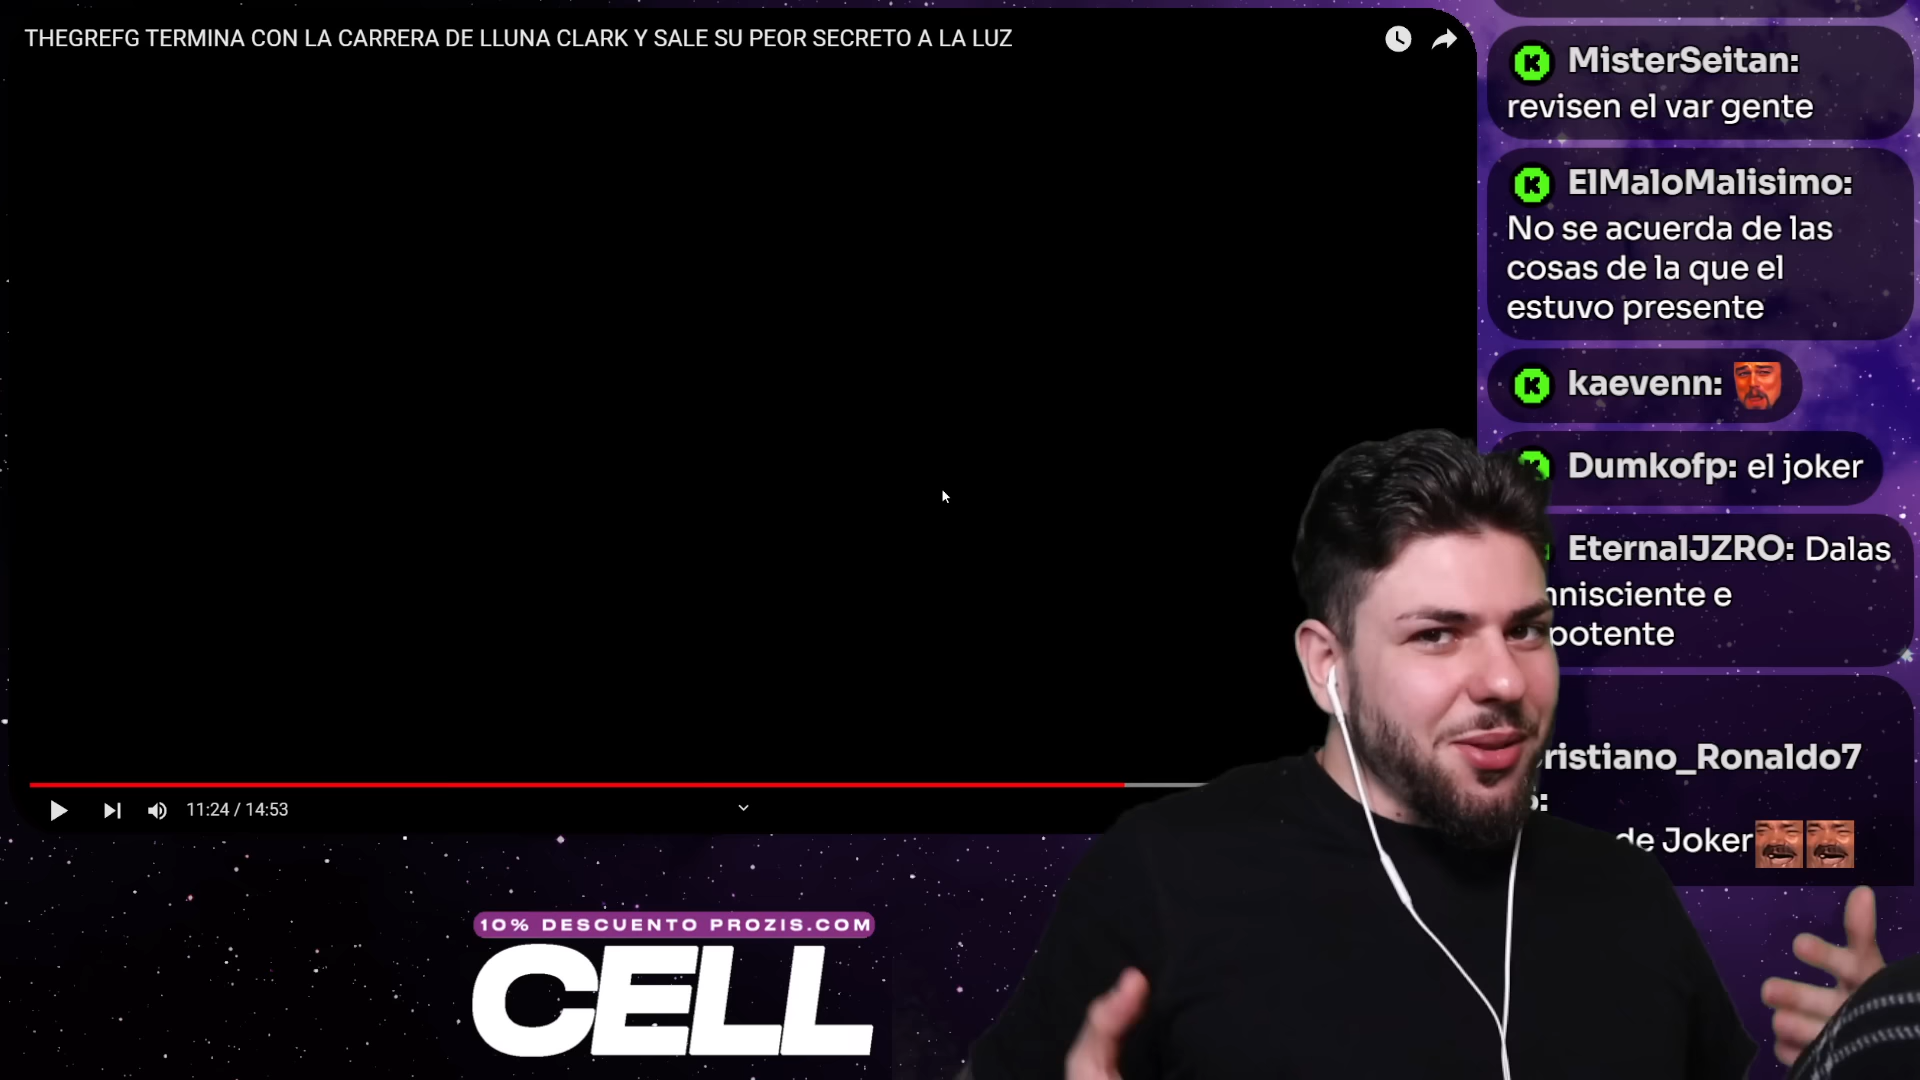 THEGREFG TERMINA CON LA CARRERA DE LLUNA CLARK Y SALE SU PEOR SECRETO A LA LUZ
11:24 / 14:53
10% DESCUENTO PROZIS.COM
CELL
MisterSeitan:
revisen el var gente
ElMaloMalisimo:
No se acuerda de las
cosas de la que el
estuvo presente
kaevenn:
Dumkofp: el joker
EternalJZRO: Dalas
nnisciente e
potente
ristiano_Ronaldo7
:
de Joker